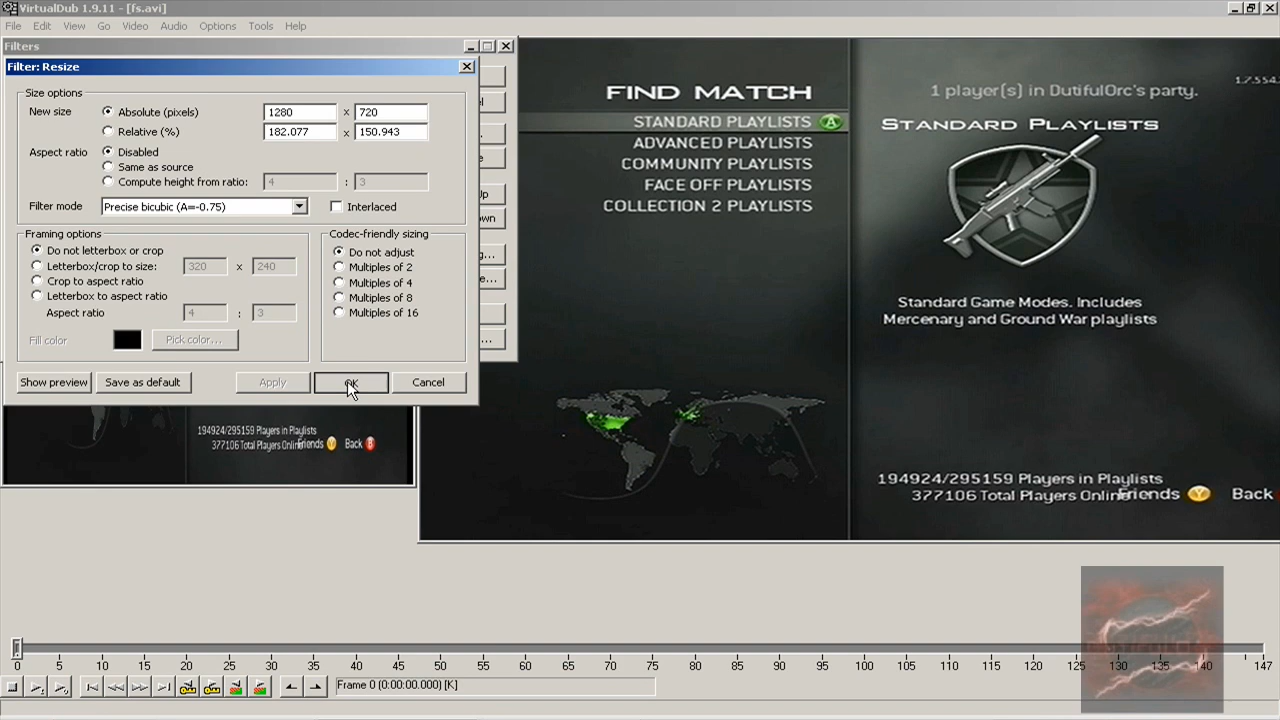 VirtualDub 1.9.11 - [fs.avi]
File Edit View Go Video Audio Options Tools Help
Filters
Filter: Resize
Size options
New size Absolute (pixels) 1280 x 720
Relative (%) 182.077 x 150.943
Aspect ratio Disabled
Same as source
Compute height from ratio: 4 : 3
Filter mode Precise bicubic (A=-0.75) Interlaced
Framing options
Do not letterbox or crop
Letterbox/crop to size: 320 x 240
Crop to aspect ratio
Letterbox to aspect ratio
Aspect ratio 4 : 3
Fill color Pick color...
Codec-friendly sizing
Do not adjust
Multiples of 2
Multiples of 4
Multiples of 8
Multiples of 16
Show preview Save as default Apply OK Cancel
194924/295159 Players in Playlists
377106 Total Players Online
Friends Y Back B
FIND MATCH
STANDARD PLAYLISTS A
ADVANCED PLAYLISTS
COMMUNITY PLAYLISTS
FACE OFF PLAYLISTS
COLLECTION 2 PLAYLISTS
1.7.554.
1 player(s) in DutifulOrc's party.
STANDARD PLAYLISTS
Standard Game Modes. Includes
Mercenary and Ground War playlists
194924/295159 Players in Playlists
377106 Total Players Online
Friends Y Back
0 5 10 15 20 25 30 35 40 45 50 55 60 65 70 75 80 85 90 95 100 105 110 115 120 125 130 135 140 147
Frame 0 (0:00:00.000) [K]